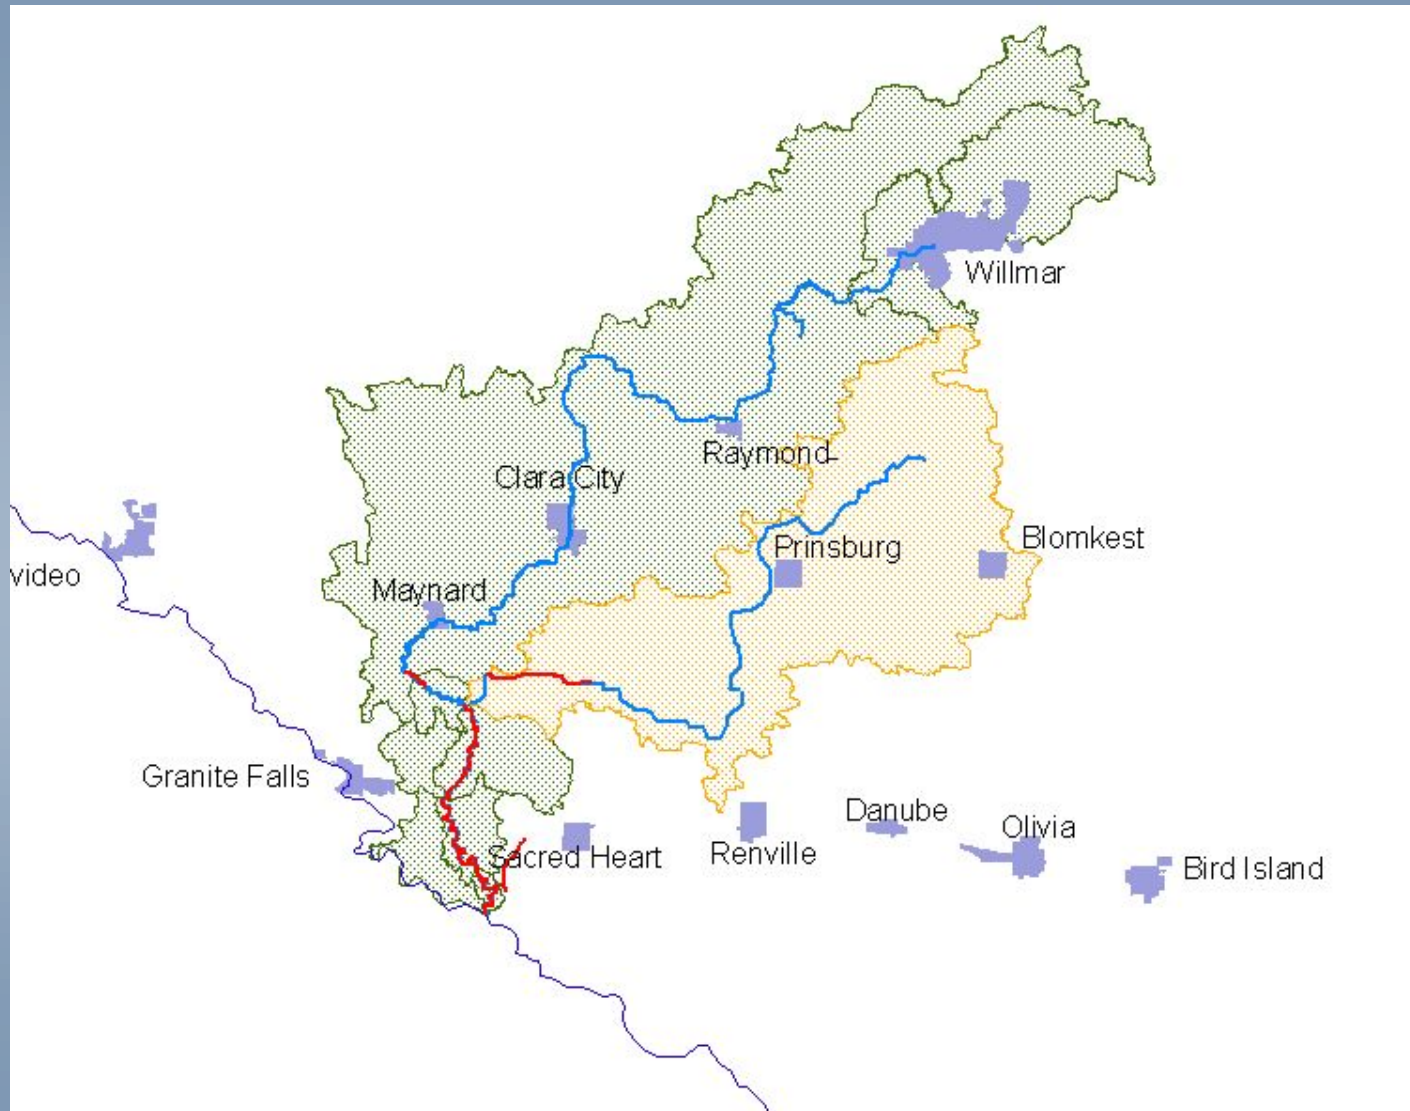 Willmar
Raymond
Clara City
Prinsburg
Blomkest
video
Maynard
Granite Falls
Danube
Olivia
Sacred Heart
Renville
Bird Island